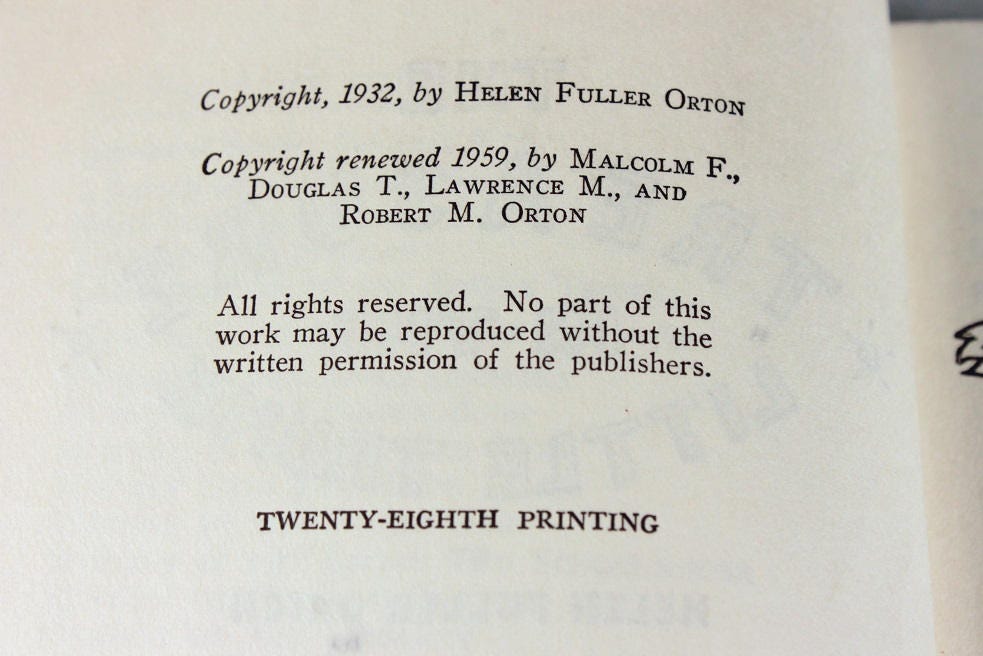 Copyright, 1932, by HELEN FULLER ORTON
Copyright renewed 1959, by MALCOLM F.,
DOUGLAS T., LAWRENCE M., AND
ROBERT M. ORTON
All rights reserved. No part of this
work may be reproduced without the
written permission of the publishers.
TWENTY-EIGHTH PRINTING